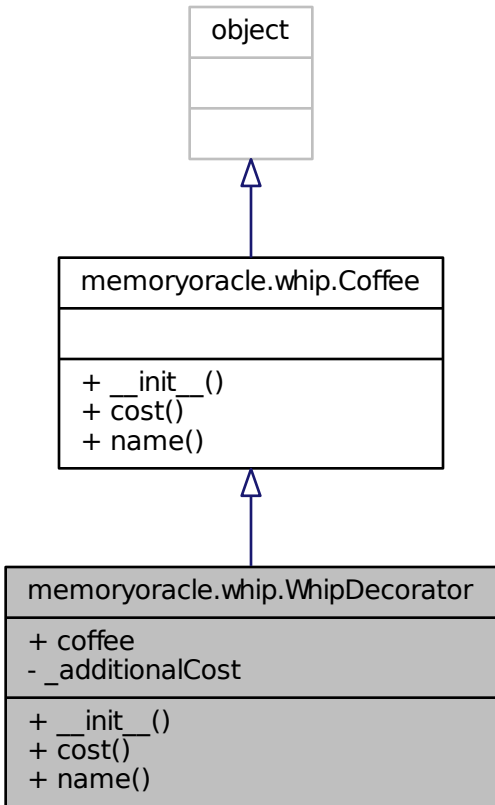 object
memoryoracle.whip.Coffee
+ __init__()
+ cost()
+ name()
memoryoracle.whip.WhipDecorator
+ coffee
- _additionalCost
+ __init__()
+ cost()
+ name()